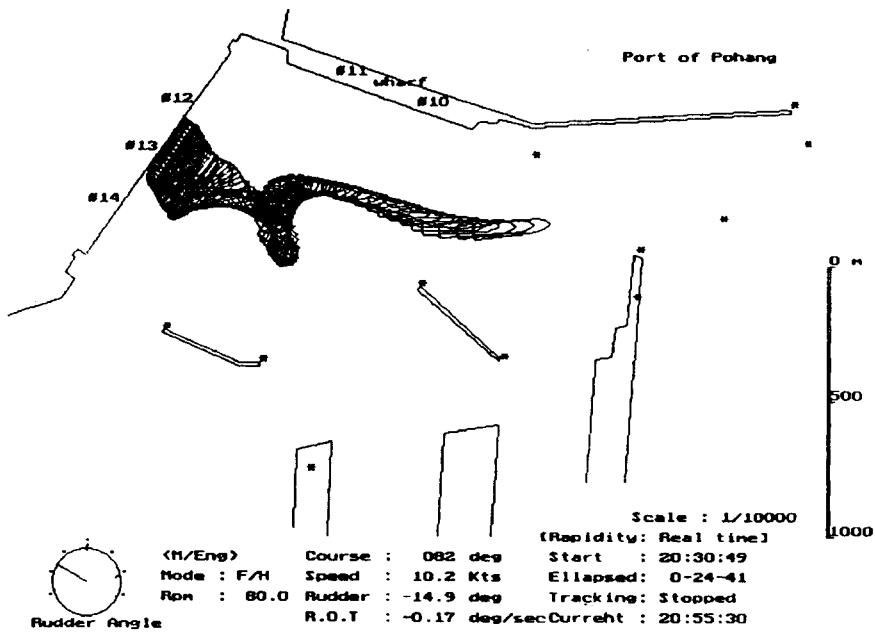 Port of Pohang
#11
wharf
#10
#12
#13
#14
0 m
500
1000
Scale : 1/10000
[Rapidity: Real time]
(M/Eng) Course : 082 deg Start : 20:30:49
Mode : F/H Speed : 10.2 Kts Ellapsed: 0-24-41
Rpm : 80.0 Rudder : -14.9 deg Tracking: Stopped
Rudder Angle R.O.T : -0.17 deg/sec Curreht : 20:55:30